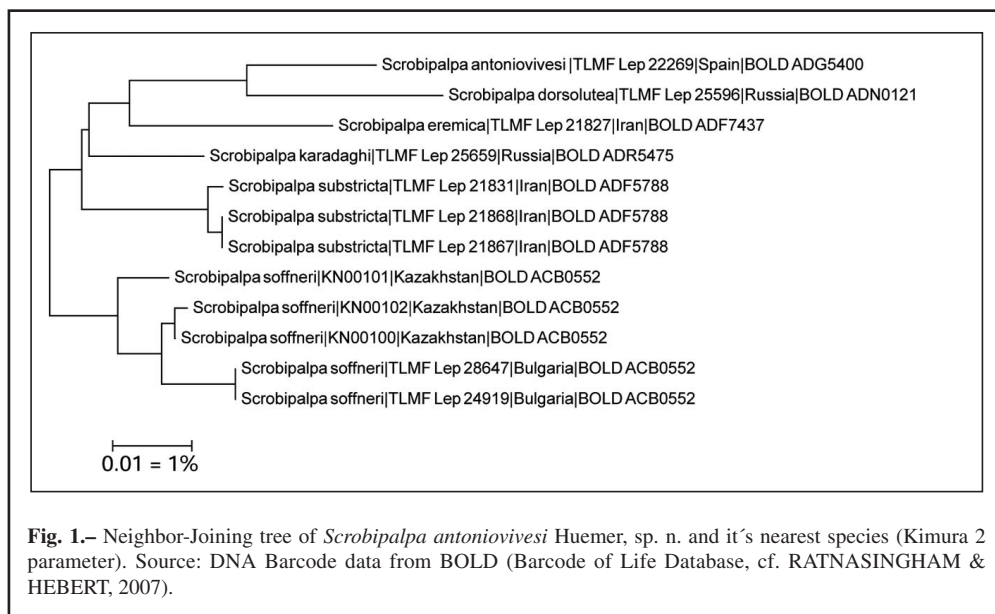 Scrobipalpa antoniovivesi|TLMF Lep 22269|Spain|BOLD ADG5400
Scrobipalpa dorsolutea|TLMF Lep 25596|Russia|BOLD ADN0121
Scrobipalpa eremica|TLMF Lep 21827|Iran|BOLD ADF7437
Scrobipalpa karadaghi|TLMF Lep 25659|Russia|BOLD ADR5475
Scrobipalpa substricta|TLMF Lep 21831|Iran|BOLD ADF5788
Scrobipalpa substricta|TLMF Lep 21868|Iran|BOLD ADF5788
Scrobipalpa substricta|TLMF Lep 21867|Iran|BOLD ADF5788
Scrobipalpa soffneri|KN00101|Kazakhstan|BOLD ACB0552
Scrobipalpa soffneri|KN00102|Kazakhstan|BOLD ACB0552
Scrobipalpa soffneri|KN00100|Kazakhstan|BOLD ACB0552
Scrobipalpa soffneri|TLMF Lep 28647|Bulgaria|BOLD ACB0552
Scrobipalpa soffneri|TLMF Lep 24919|Bulgaria|BOLD ACB0552
0.01 = 1%
Fig. 1.– Neighbor-Joining tree of Scrobipalpa antoniovivesi Huemer, sp. n. and it´s nearest species (Kimura 2
parameter). Source: DNA Barcode data from BOLD (Barcode of Life Database, cf. RATNASINGHAM &
HEBERT, 2007).